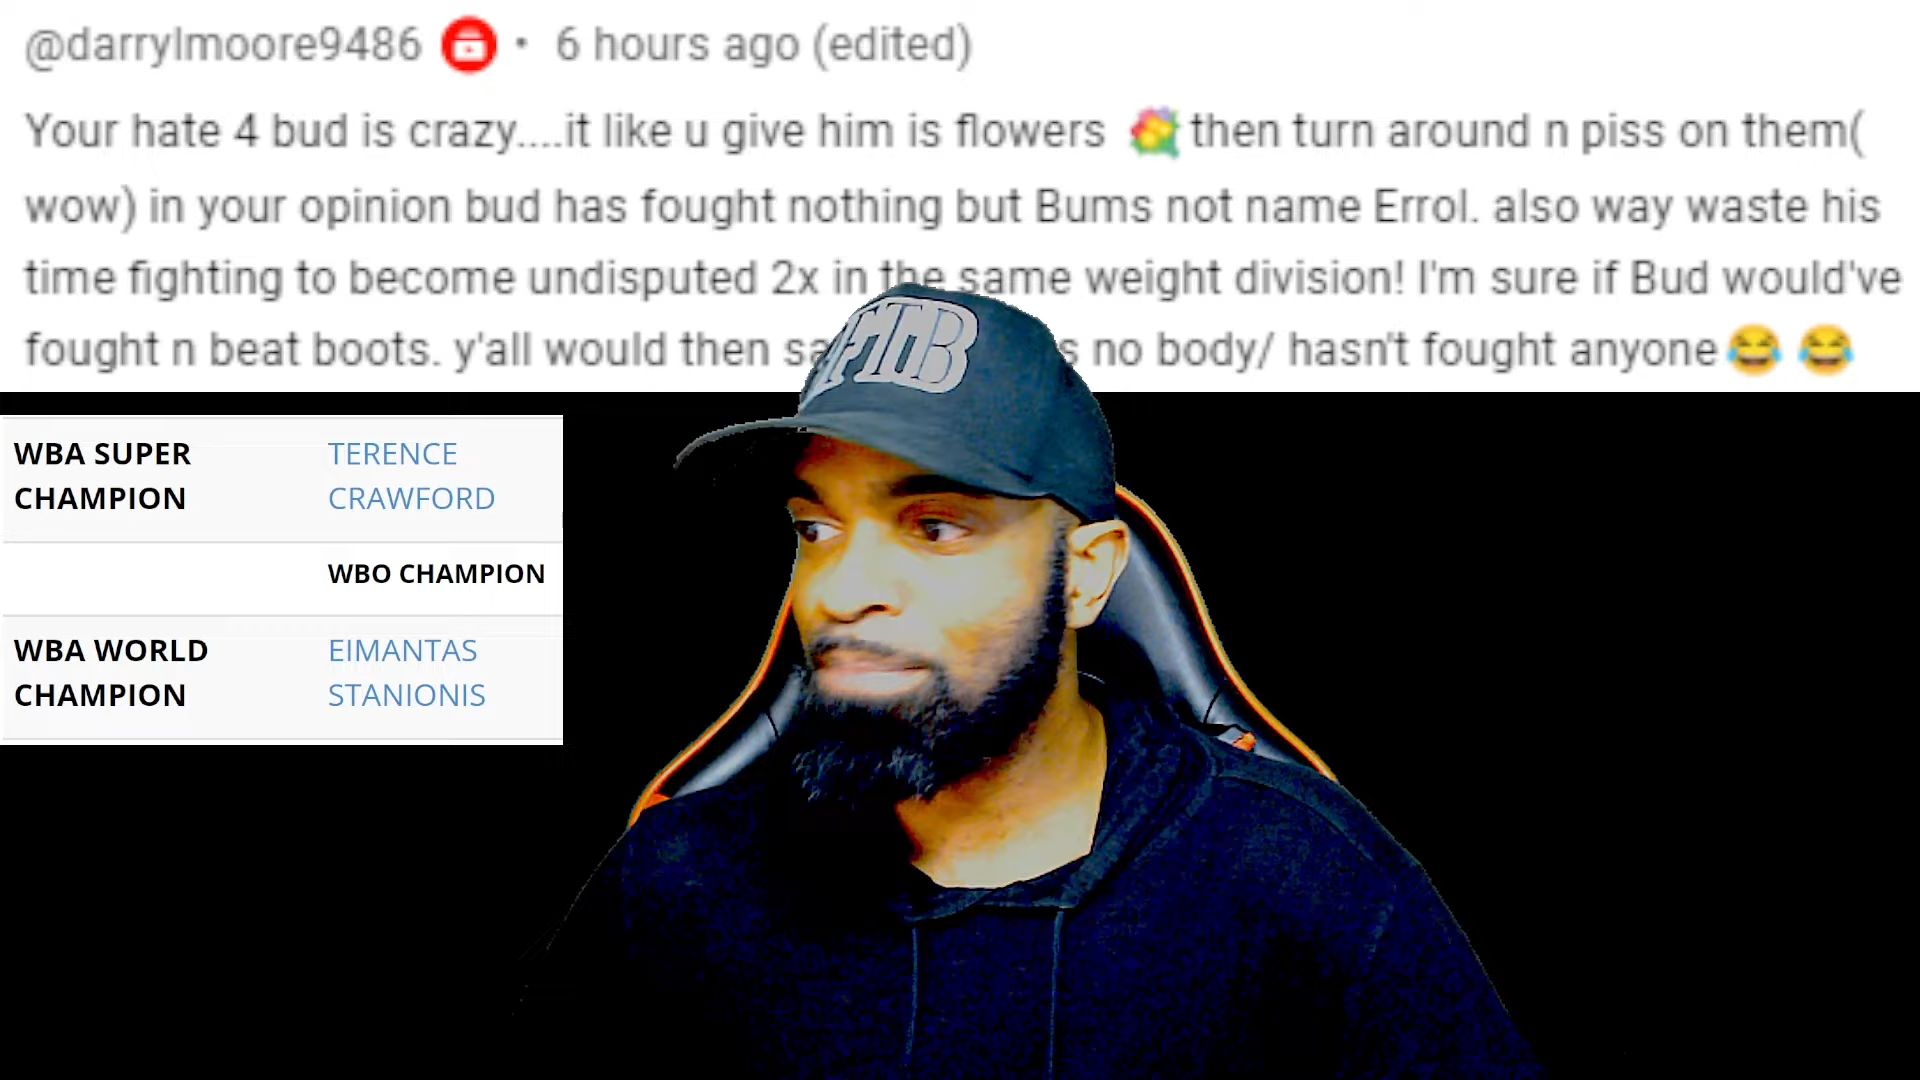 @darrylmoore9486 • 6 hours ago (edited)
Your hate 4 bud is crazy....it like u give him is flowers 💐 then turn around n piss on them(
wow) in your opinion bud has fought nothing but Bums not name Errol. also way waste his
time fighting to become undisputed 2x in the same weight division! I'm sure if Bud would've
fought n beat boots. y'all would then no body/ hasn't fought anyone😂 😂
WBA SUPER TERENCE
CHAMPION CRAWFORD
WBO CHAMPION
WBA WORLD EIMANTAS
CHAMPION STANIONIS